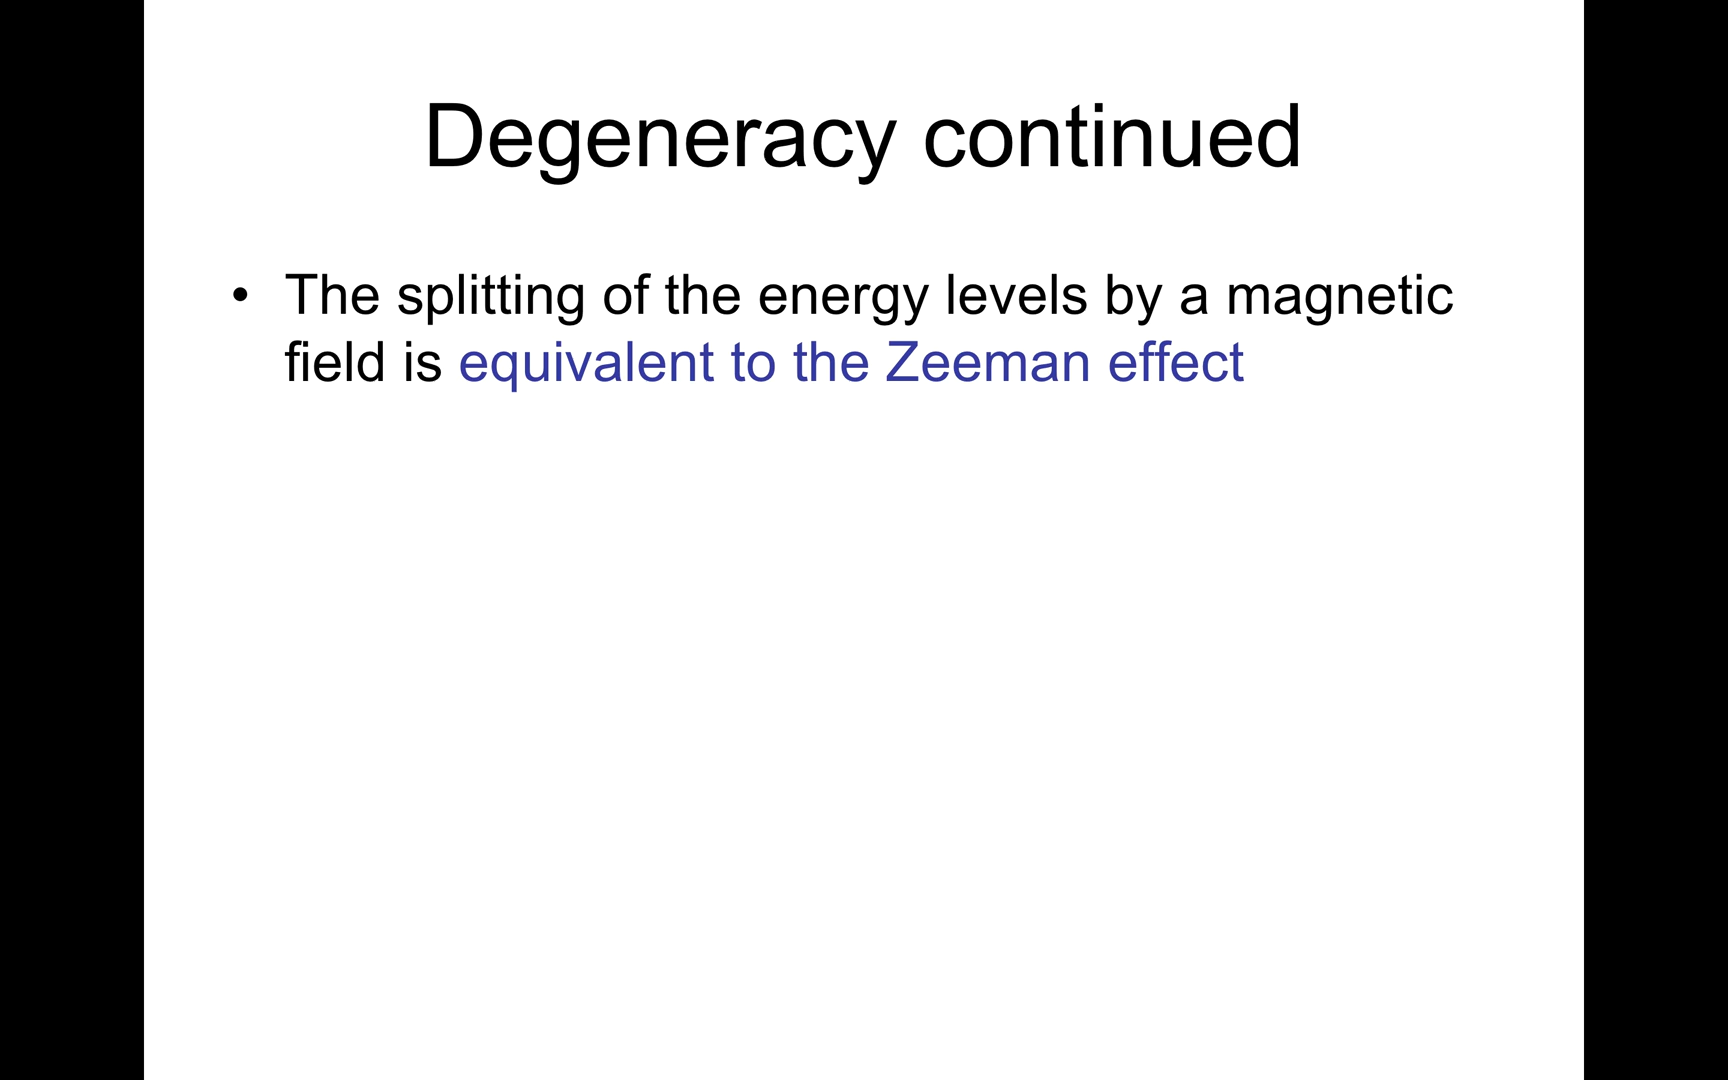 Degeneracy continued
• The splitting of the energy levels by a magnetic
field is equivalent to the Zeeman effect